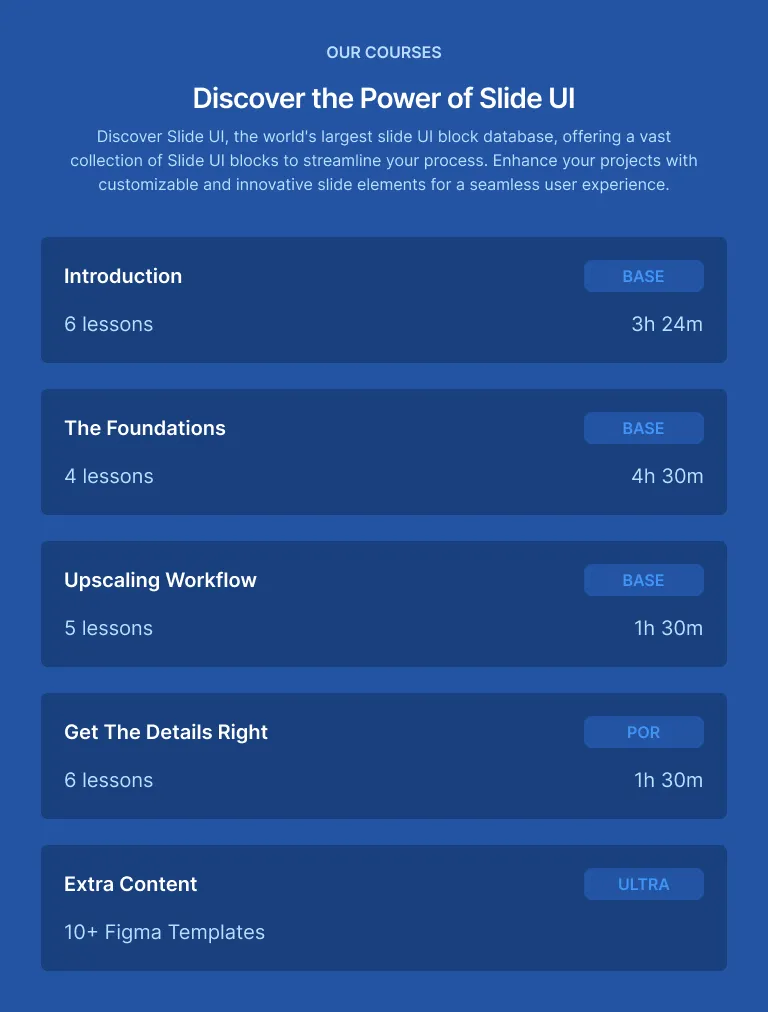 OUR COURSES
Discover the Power of Slide UI
Discover Slide UI, the world's largest slide UI block database, offering a vast
collection of Slide UI blocks to streamline your process. Enhance your projects with
customizable and innovative slide elements for a seamless user experience.
Introduction
BASE
6 lessons
3h 24m
The Foundations
BASE
4 lessons
4h 30m
Upscaling Workflow
BASE
5 lessons
1h 30m
Get The Details Right
POR
6 lessons
1h 30m
Extra Content
ULTRA
10+ Figma Templates